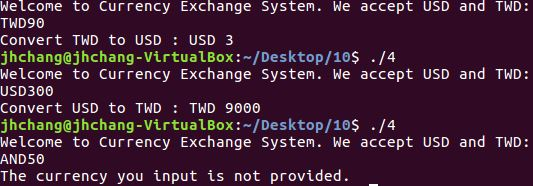 Welcome to Currency Exchange System. We accept USD and TWD:
TWD90
Convert TWD to USD : USD 3
jhchang@jhchang-VirtualBox:~/Desktop/10$ ./4
Welcome to Currency Exchange System. We accept USD and TWD:
USD300
Convert USD to TWD : TWD 9000
jhchang@jhchang-VirtualBox:~/Desktop/10$ ./4
Welcome to Currency Exchange System. We accept USD and TWD:
AND50
The currency you input is not provided.